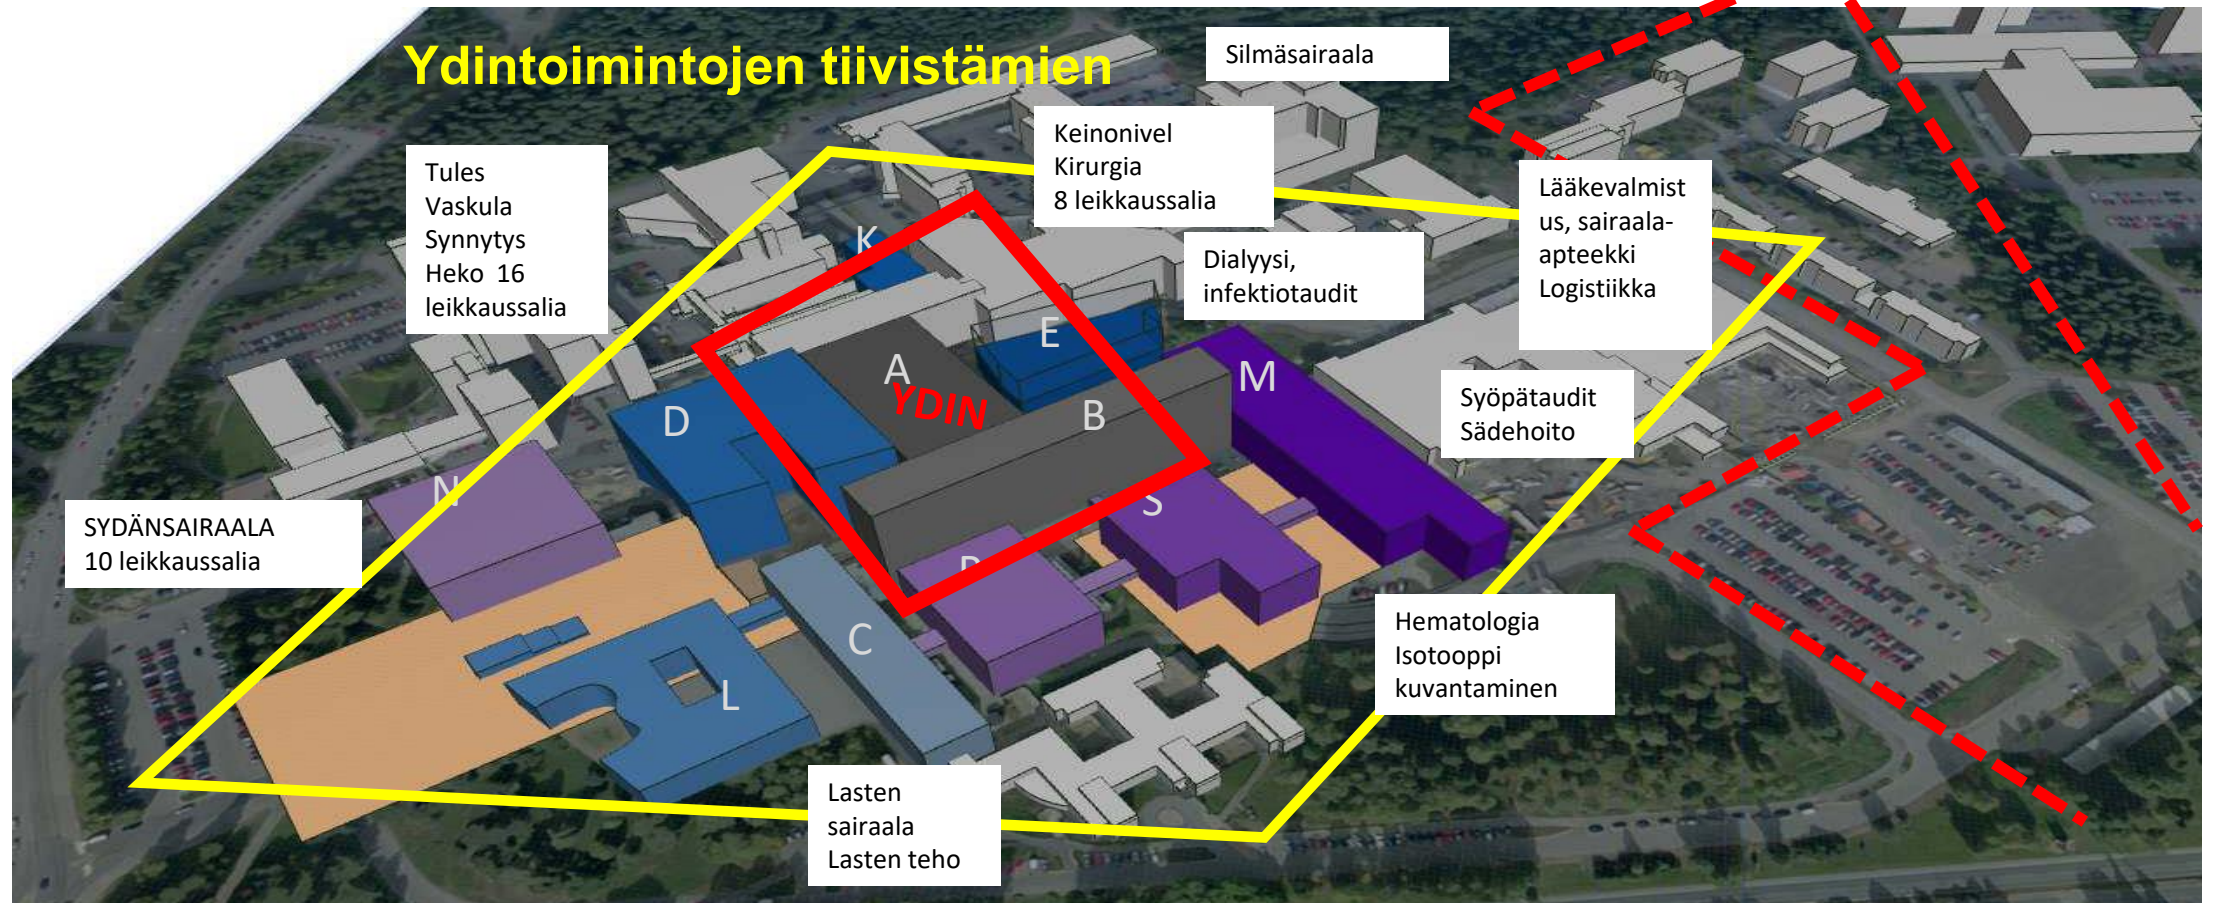 Ydintoimintojen tiivistämien
Silmäsairaala
Keinonivel
Kirurgia
8 leikkaussalia
Tules
Vaskula
Synnytys
Heko 16
leikkaussalia
Lääkevalmist
us, sairaala-
apteekki
Logistiikka
Dialyysi,
infektiotaudit
K
E
A
YDIN
B
M
D
Syöpätaudit
Sädehoito
N
S
SYDÄNSAIRAALA
10 leikkaussalia
C
L
Hematologia
Isotooppi
kuvantaminen
Lasten
sairaala
Lasten teho